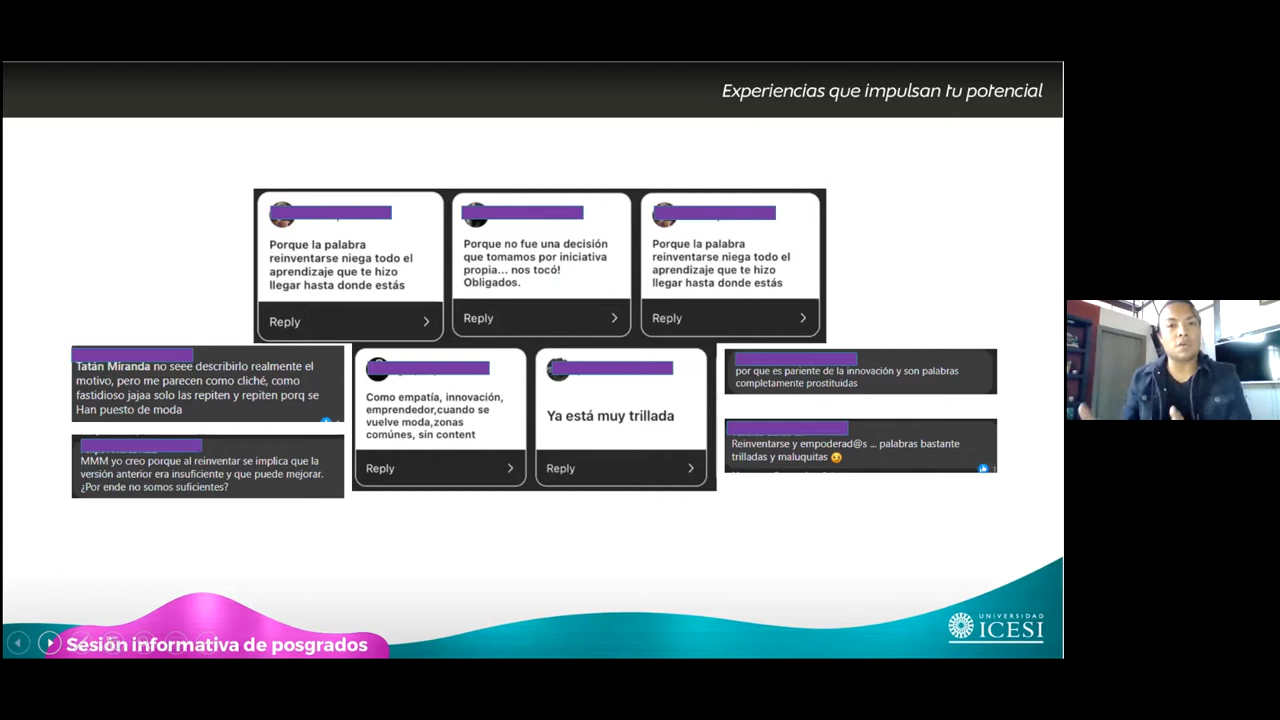 Experiencias que impulsan tu potencial
Porque la palabra
reinventarse niega todo el
aprendizaje que te hizo
llegar hasta donde estás
Reply
Porque no fue una decisión
que tomamos por iniciativa
propia... nos tocó!
Obligados.
Reply
Porque la palabra
reinventarse niega todo el
aprendizaje que te hizo
llegar hasta donde estás
Reply
Tatán Miranda no seee describirlo realmente el
motivo, pero me parecen como cliché, como
fastidioso jajaa solo las repiten y repiten porq se
Han puesto de moda
MMM yo creo porque al reinventar se implica que la
versión anterior era insuficiente y que puede mejorar.
¿Por ende no somos suficientes?
Como empatía, innovación,
emprendedor,cuando se
vuelve moda,zonas
comúnes, sin content
Reply
Ya está muy trillada
Reply
por que es pariente de la innovación y son palabras
completamente prostituidas
Reinventarse y empoderad@s ... palabras bastante
trilladas y maluquitas
1
Sesión informativa de posgrados
UNIVERSIDAD
ICESI